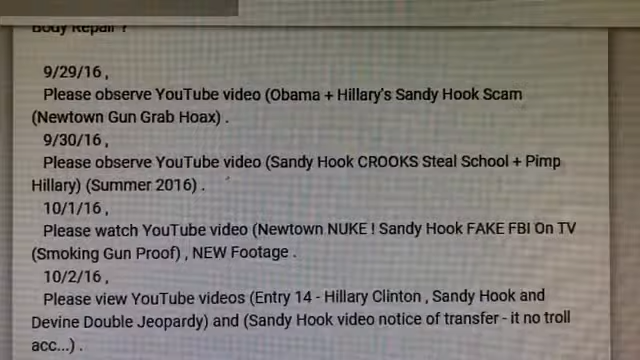 Body Repair ?
9/29/16 ,
Please observe YouTube video (Obama + Hillary's Sandy Hook Scam
(Newtown Gun Grab Hoax) .
9/30/16 ,
Please observe YouTube video (Sandy Hook CROOKS Steal School + Pimp
Hillary) (Summer 2016) .
10/1/16 ,
Please watch YouTube video (Newtown NUKE ! Sandy Hook FAKE FBI On TV
(Smoking Gun Proof) , NEW Footage .
10/2/16 ,
Please view YouTube videos (Entry 14 - Hillary Clinton , Sandy Hook and
Devine Double Jeopardy) and (Sandy Hook video notice of transfer - it no troll
acc...) .